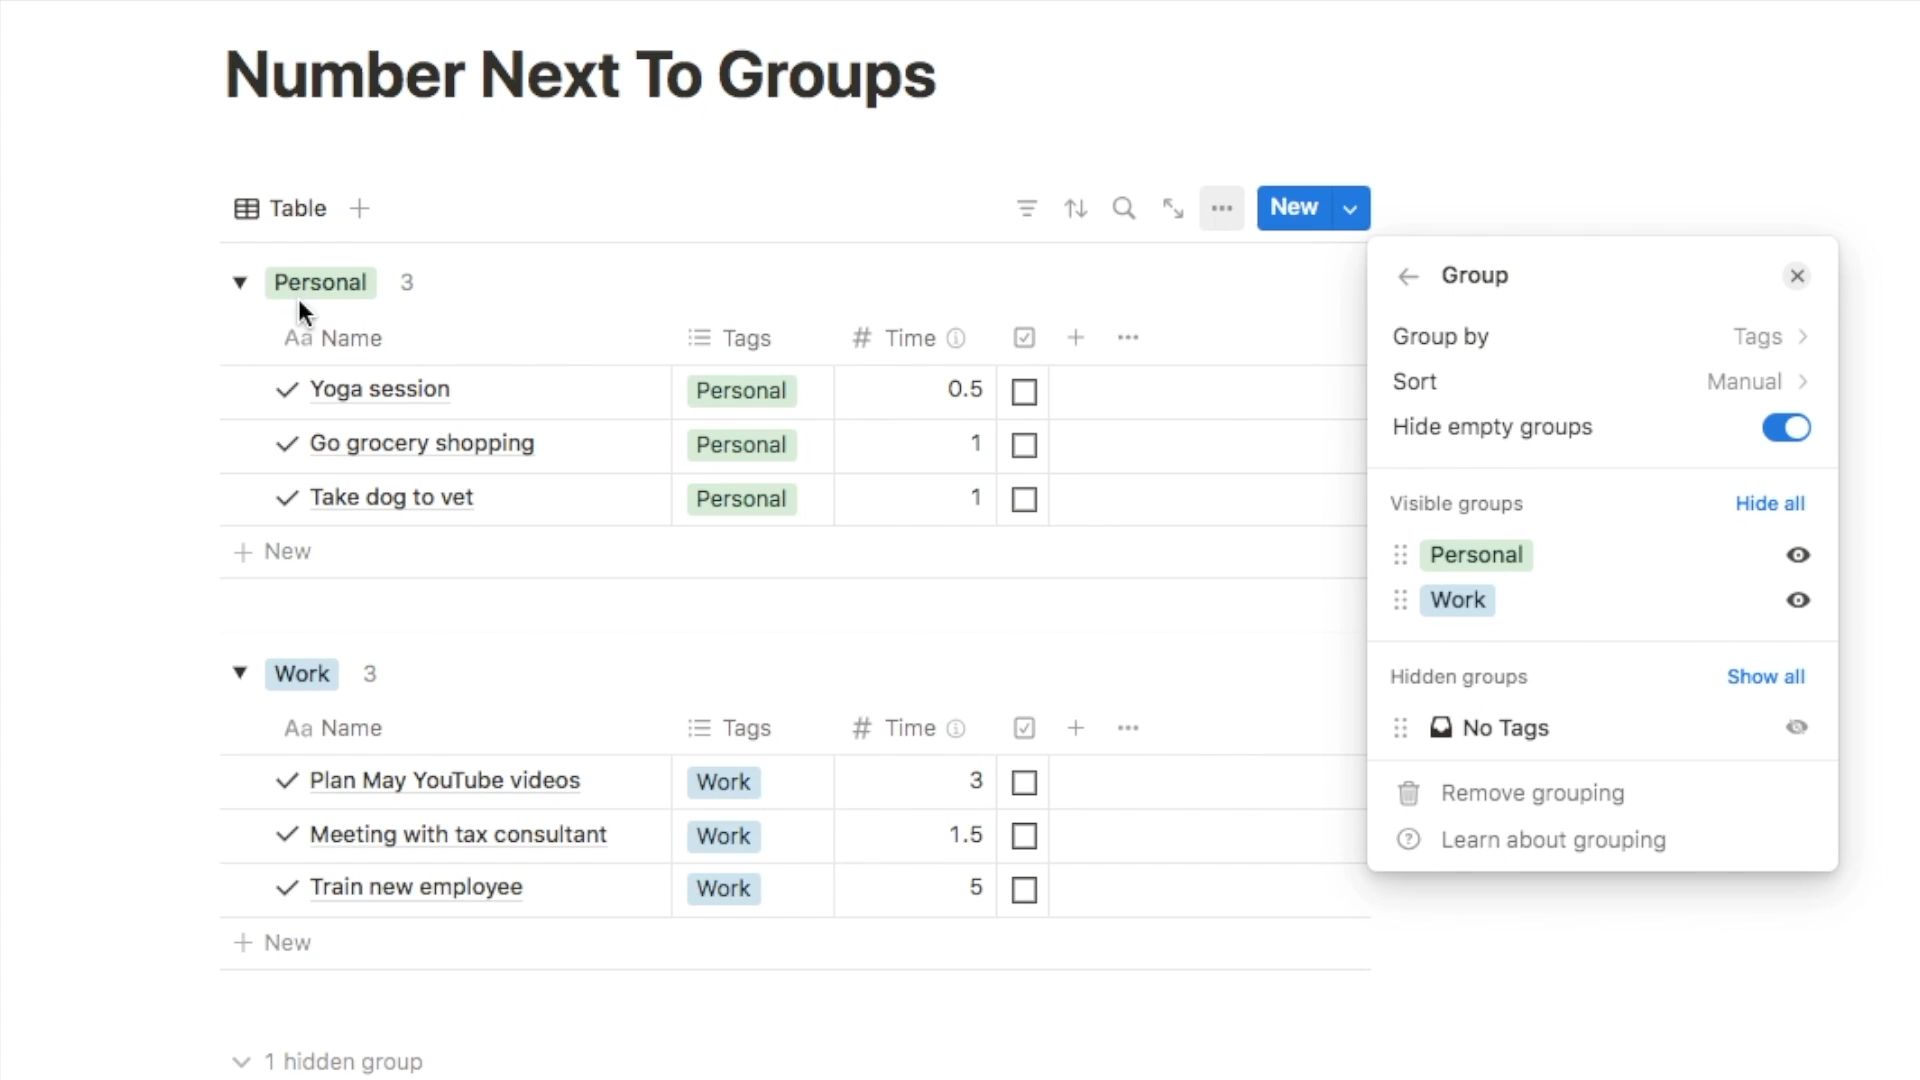 Number Next To Groups
Table
New
Personal 3
Aa Name Tags # Time
Yoga session Personal 0.5
Go grocery shopping Personal 1
Take dog to vet Personal 1
+ New
Work 3
Aa Name Tags # Time
Plan May YouTube videos Work 3
Meeting with tax consultant Work 1.5
Train new employee Work 5
+ New
1 hidden group
Group
Group by Tags
Sort Manual
Hide empty groups
Visible groups Hide all
Personal
Work
Hidden groups Show all
No Tags
Remove grouping
Learn about grouping